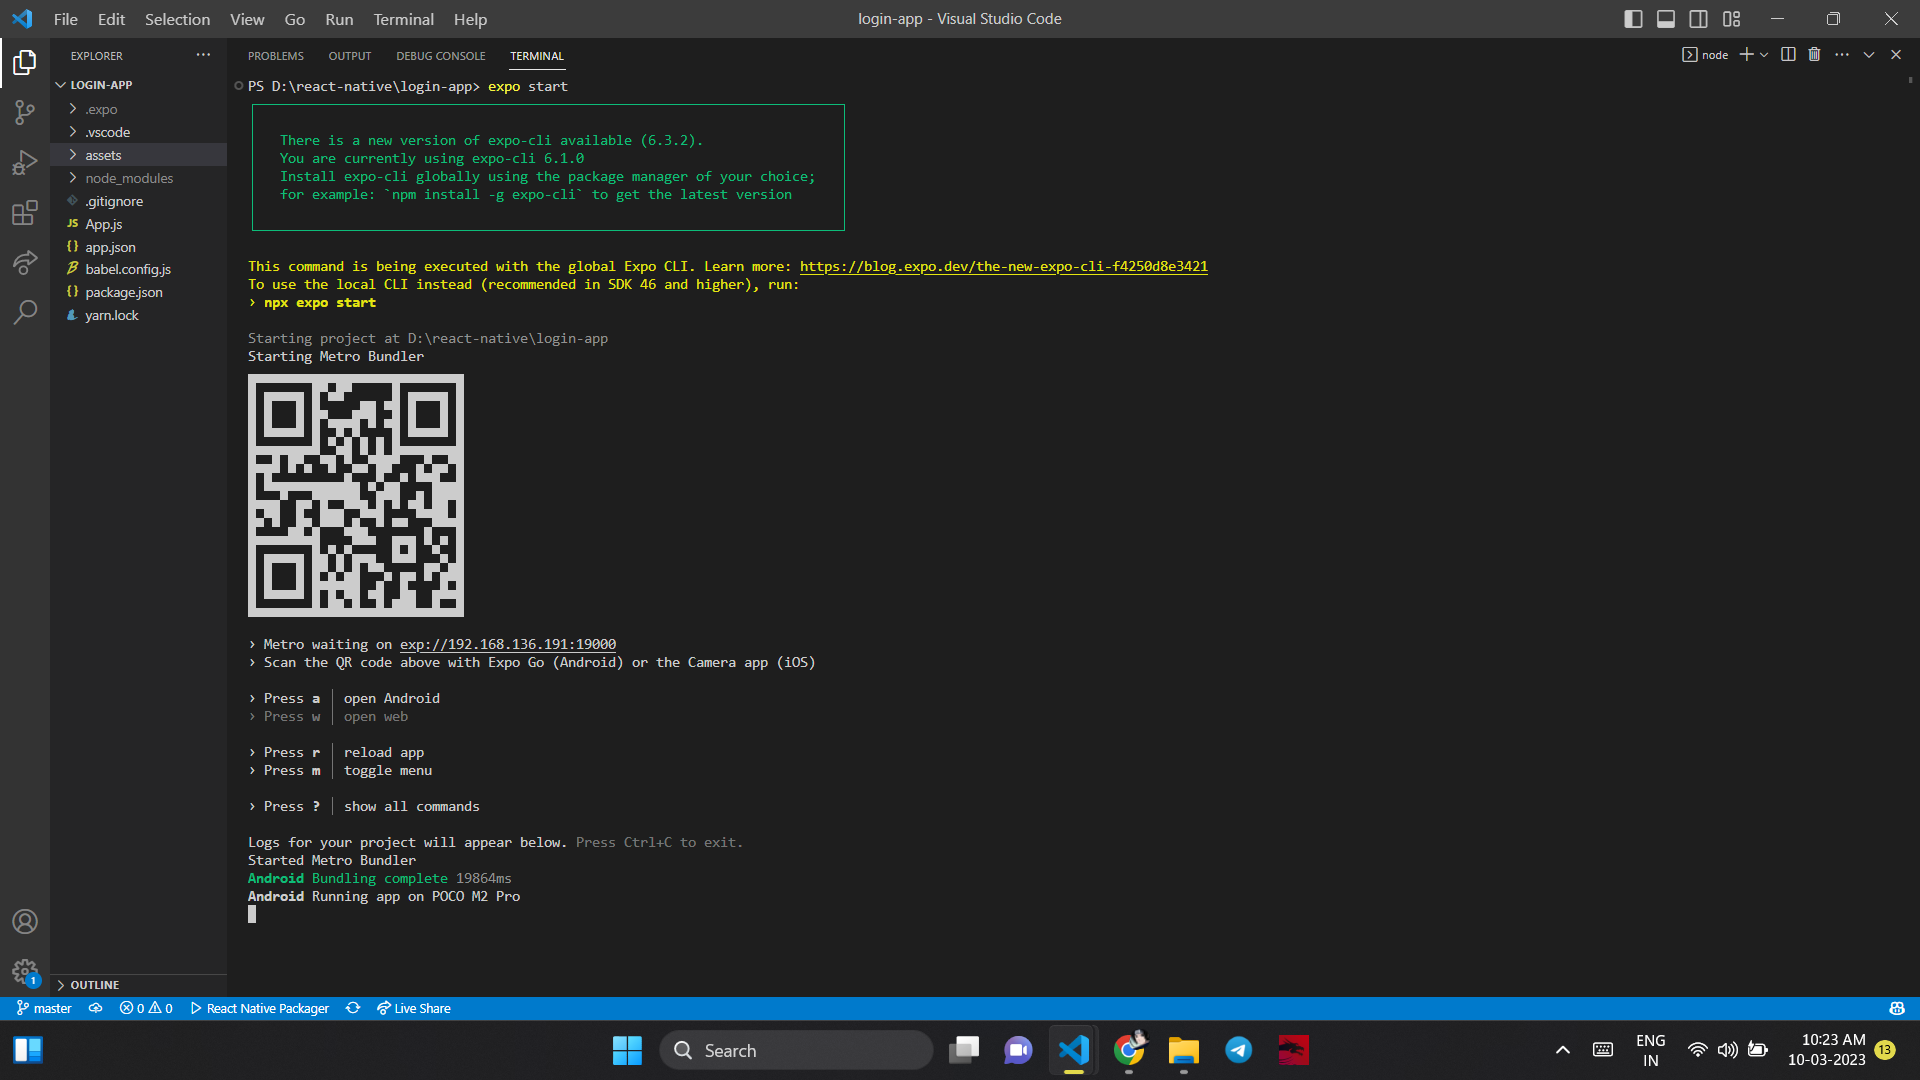 File Edit Selection View Go Run Terminal Help
login-app - Visual Studio Code
EXPLORER
LOGIN-APP
.expo
.vscode
assets
node_modules
.gitignore
JS App.js
{} app.json
babel.config.js
{} package.json
yarn.lock
OUTLINE
PROBLEMS OUTPUT DEBUG CONSOLE TERMINAL
node
PS D:\react-native\login-app> expo start
There is a new version of expo-cli available (6.3.2).
You are currently using expo-cli 6.1.0
Install expo-cli globally using the package manager of your choice;
for example: `npm install -g expo-cli` to get the latest version
This command is being executed with the global Expo CLI. Learn more: https://blog.expo.dev/the-new-expo-cli-f4250d8e3421
To use the local CLI instead (recommended in SDK 46 and higher), run:
› npx expo start
Starting project at D:\react-native\login-app
Starting Metro Bundler
› Metro waiting on exp://192.168.136.191:19000
› Scan the QR code above with Expo Go (Android) or the Camera app (iOS)
› Press a │ open Android
› Press w │ open web
› Press r │ reload app
› Press m │ toggle menu
› Press ? │ show all commands
Logs for your project will appear below. Press Ctrl+C to exit.
Started Metro Bundler
Android Bundling complete 19864ms
Android Running app on POCO M2 Pro
1
master 0 0 React Native Packager Live Share
Search
ENG
IN
10:23 AM
10-03-2023
13